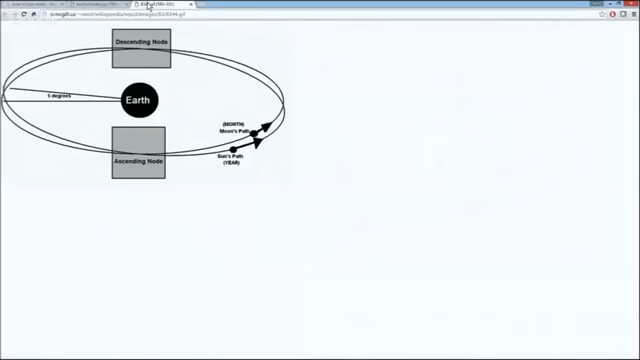 Descending Node
5 degrees
Earth
(MONTH)
Moon's Path
Ascending Node
Sun's Path
(YEAR)